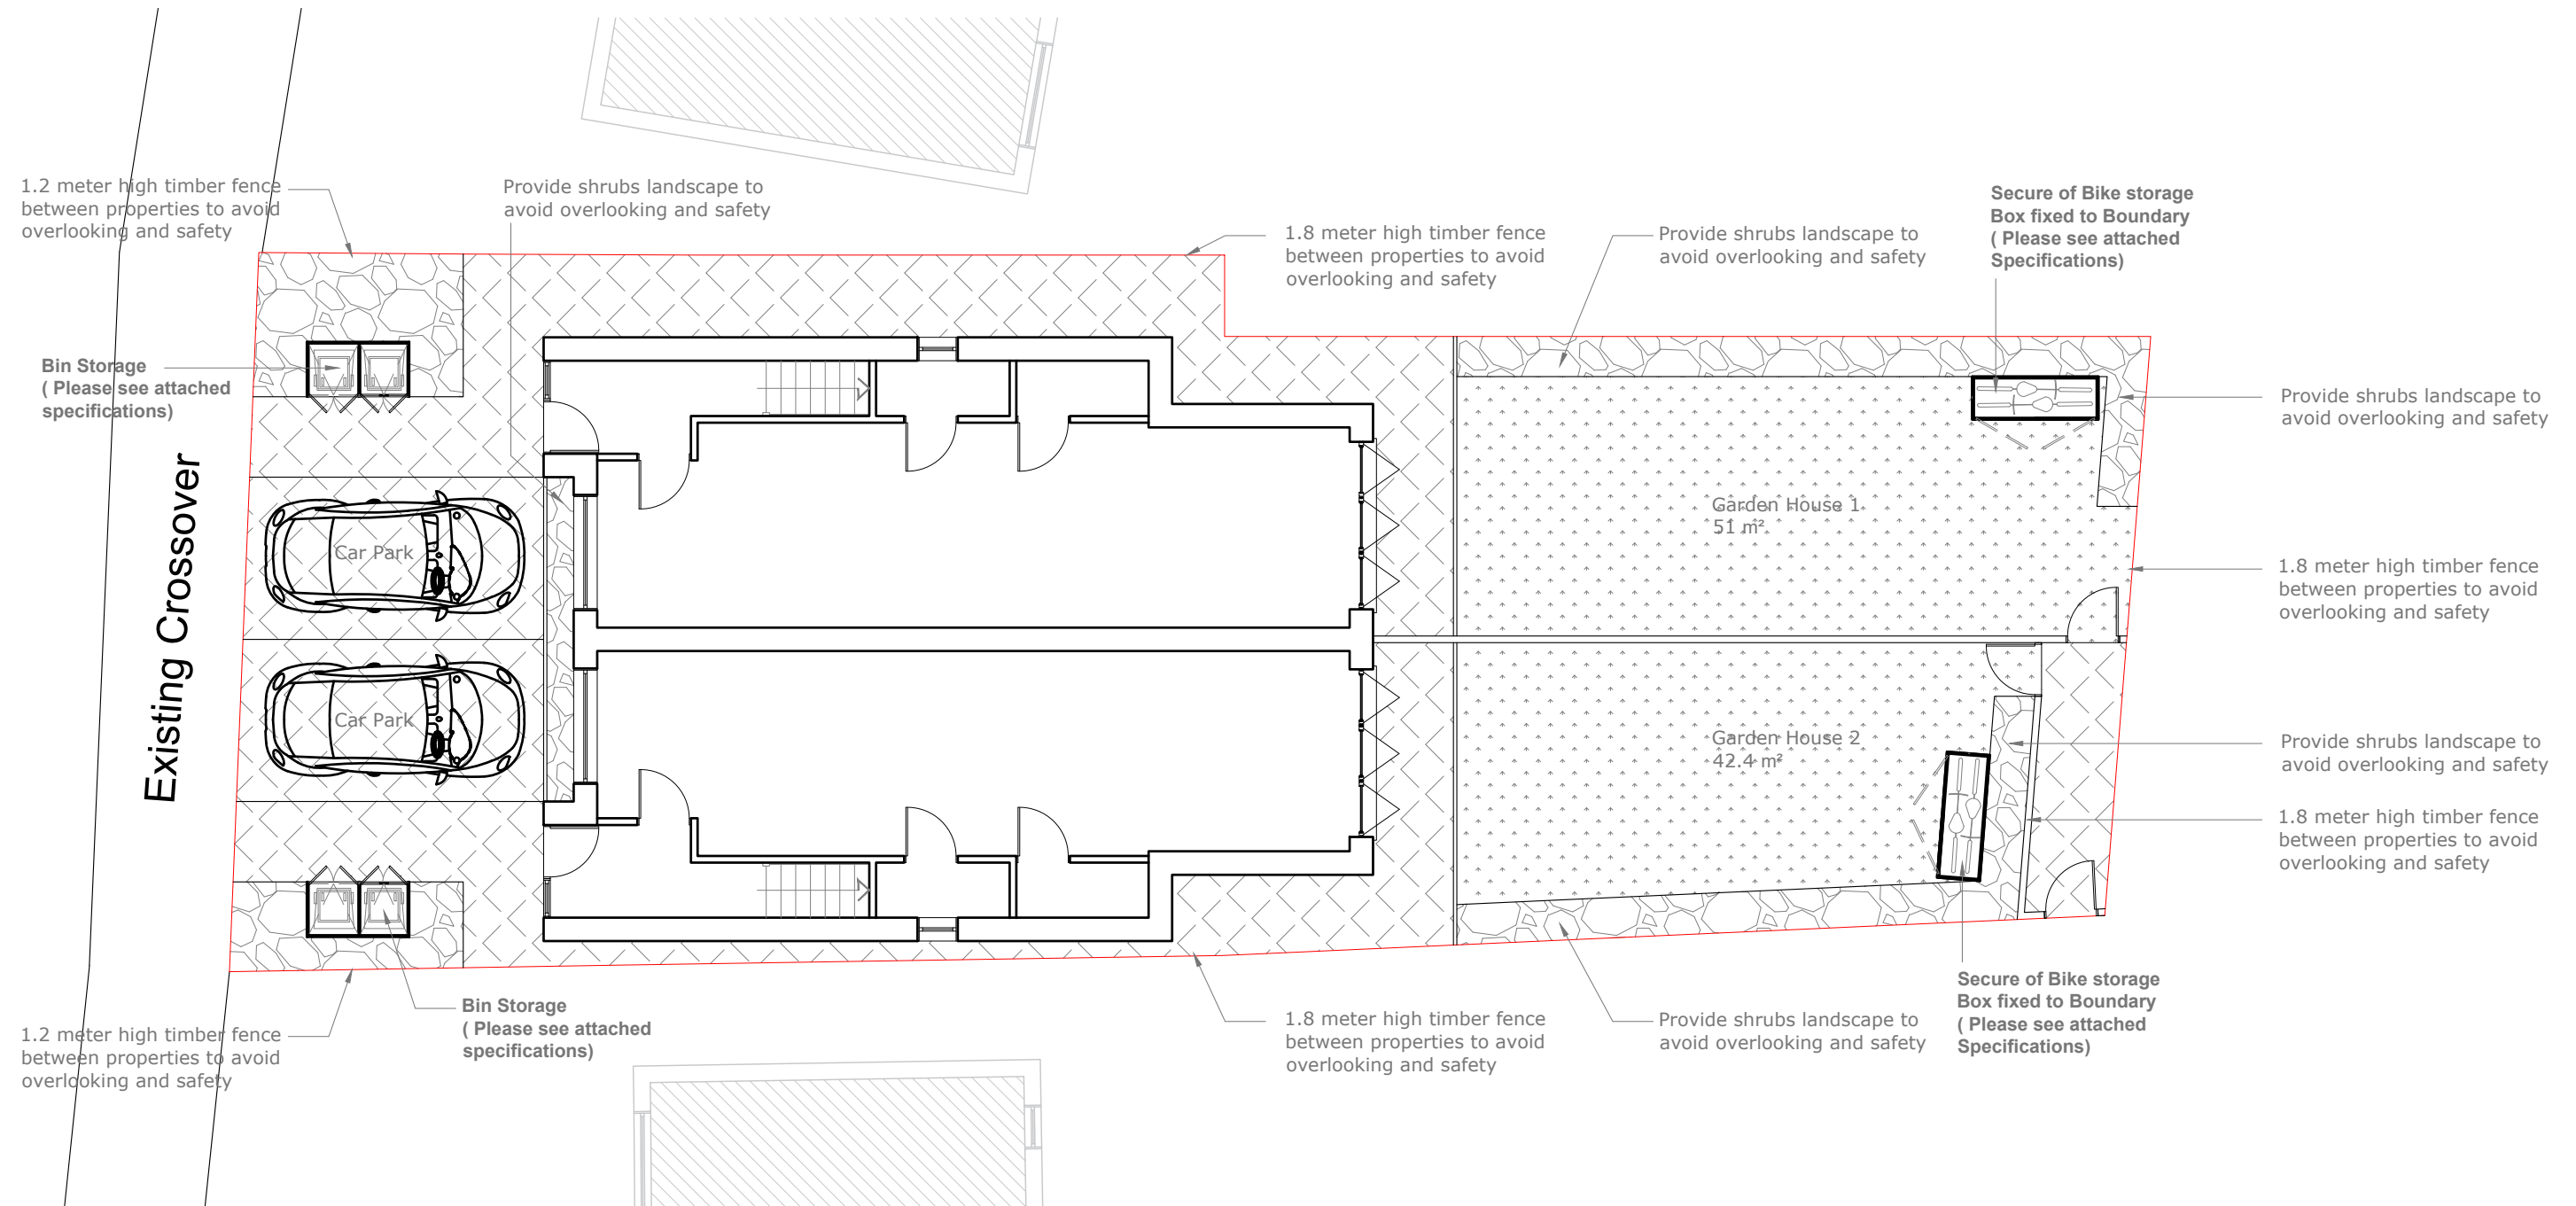 1.2 meter high timber fence
between properties to avoid
overlooking and safety
Provide shrubs landscape to
avoid overlooking and safety
1.8 meter high timber fence
between properties to avoid
overlooking and safety
Provide shrubs landscape to
avoid overlooking and safety
Secure of Bike storage
Box fixed to Boundary
( Please see attached
Specifications)
Bin Storage
( Please see attached
specifications)
Provide shrubs landscape to
avoid overlooking and safety
Existing Crossover
Car Park
Garden House 1
51 m²
1.8 meter high timber fence
between properties to avoid
overlooking and safety
Car Park
Garden House 2
42.4 m²
Provide shrubs landscape to
avoid overlooking and safety
1.8 meter high timber fence
between properties to avoid
overlooking and safety
1.2 meter high timber fence
between properties to avoid
overlooking and safety
Bin Storage
( Please see attached
specifications)
1.8 meter high timber fence
between properties to avoid
overlooking and safety
Provide shrubs landscape to
avoid overlooking and safety
Secure of Bike storage
Box fixed to Boundary
( Please see attached
Specifications)